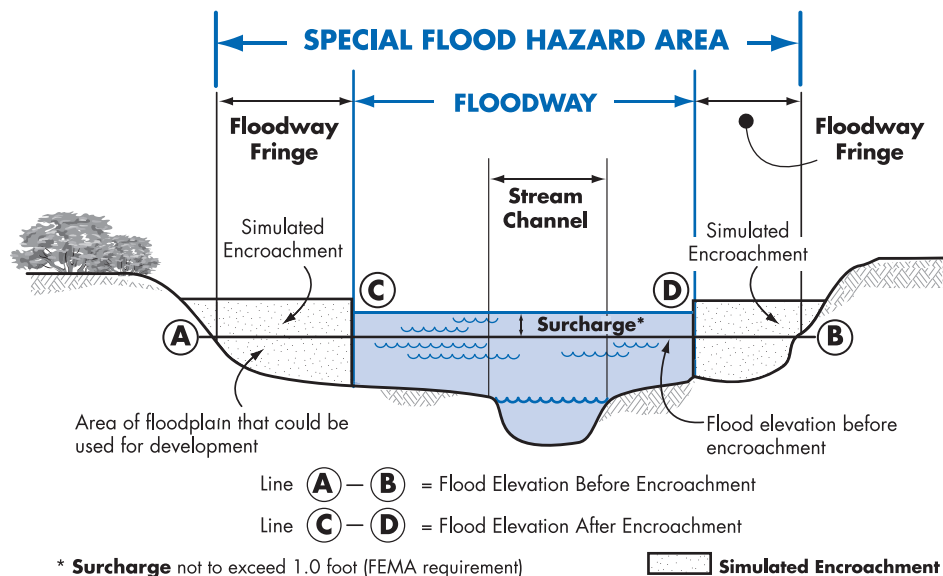 SPECIAL FLOOD HAZARD AREA
FLOODWAY
Floodway
Fringe
Floodway
Fringe
Stream
Channel
Simulated
Encroachment
Simulated
Encroachment
C
D
Surcharge*
A
B
Area of floodplain that could be
used for development
Flood elevation before
encroachment
Line A – B = Flood Elevation Before Encroachment
Line C – D = Flood Elevation After Encroachment
* Surcharge not to exceed 1.0 foot (FEMA requirement)
Simulated Encroachment